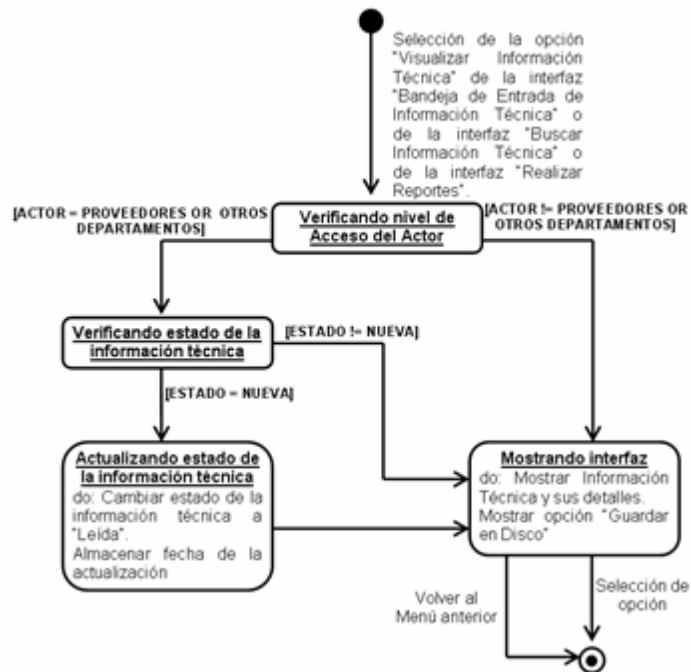 Selección de la opción
"Visualizar Información
Técnica" de la interfaz
"Bandeja de Entrada de
Información Técnica" o
de la interfaz "Buscar
Información Técnica" o
de la interfaz "Realizar
Reportes".
[ACTOR = PROVEEDORES OR OTROS
DEPARTAMENTOS]
Verificando nivel de
Acceso del Actor
[ACTOR != PROVEEDORES OR
OTROS DEPARTAMENTOS]
Verificando estado de la
información técnica
[ESTADO != NUEVA]
[ESTADO = NUEVA]
Actualizando estado de
la información técnica
do: Cambiar estado de la
información técnica a
"Leída".
Almacenar fecha de la
actualización
Mostrando interfaz
do: Mostrar Información
Técnica y sus detalles.
Mostrar opción "Guardar
en Disco"
Volver al
Menú anterior
Selección de
opción